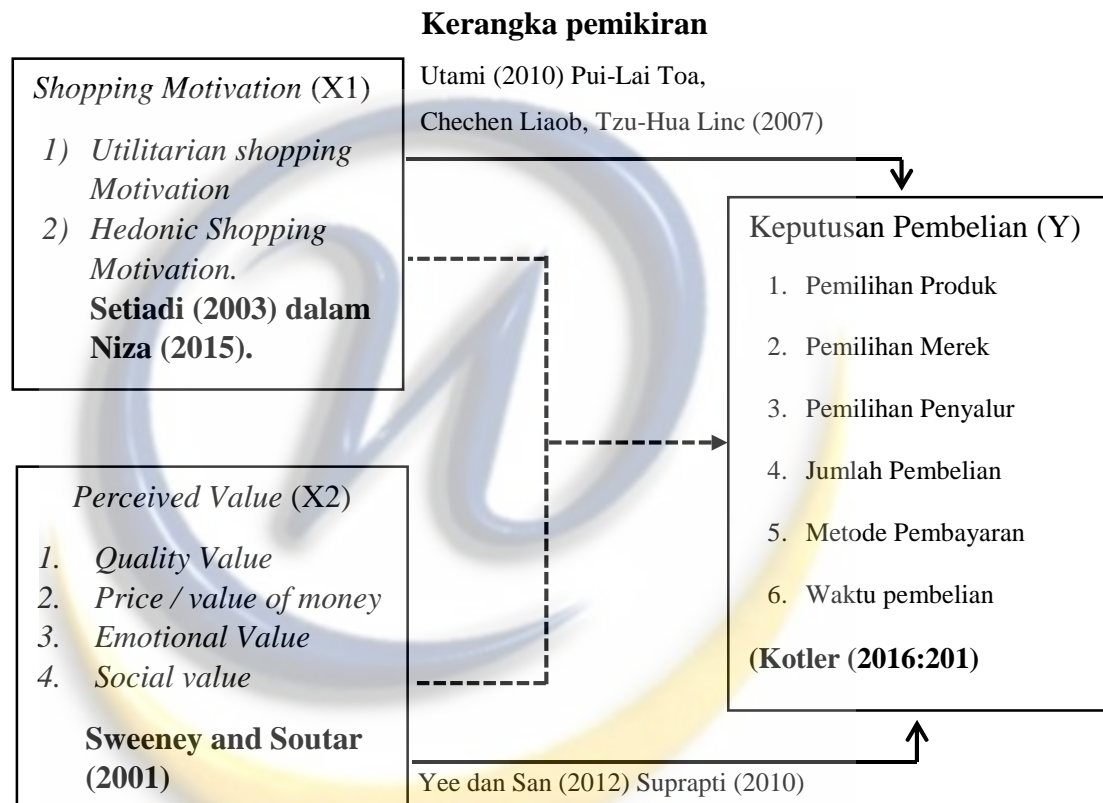 Kerangka pemikiran
Shopping Motivation (X1)
1) Utilitarian shopping
Motivation
2) Hedonic Shopping
Motivation.
Setiadi (2003) dalam
Niza (2015).
Utami (2010) Pui-Lai Toa,
Chechen Liaob, Tzu-Hua Linc (2007)
Keputusan Pembelian (Y)
1. Pemilihan Produk
2. Pemilihan Merek
3. Pemilihan Penyalur
4. Jumlah Pembelian
5. Metode Pembayaran
6. Waktu pembelian
(Kotler (2016:201)
Perceived Value (X2)
1. Quality Value
2. Price / value of money
3. Emotional Value
4. Social value
Sweeney and Soutar
(2001)
Yee dan San (2012) Suprapti (2010)